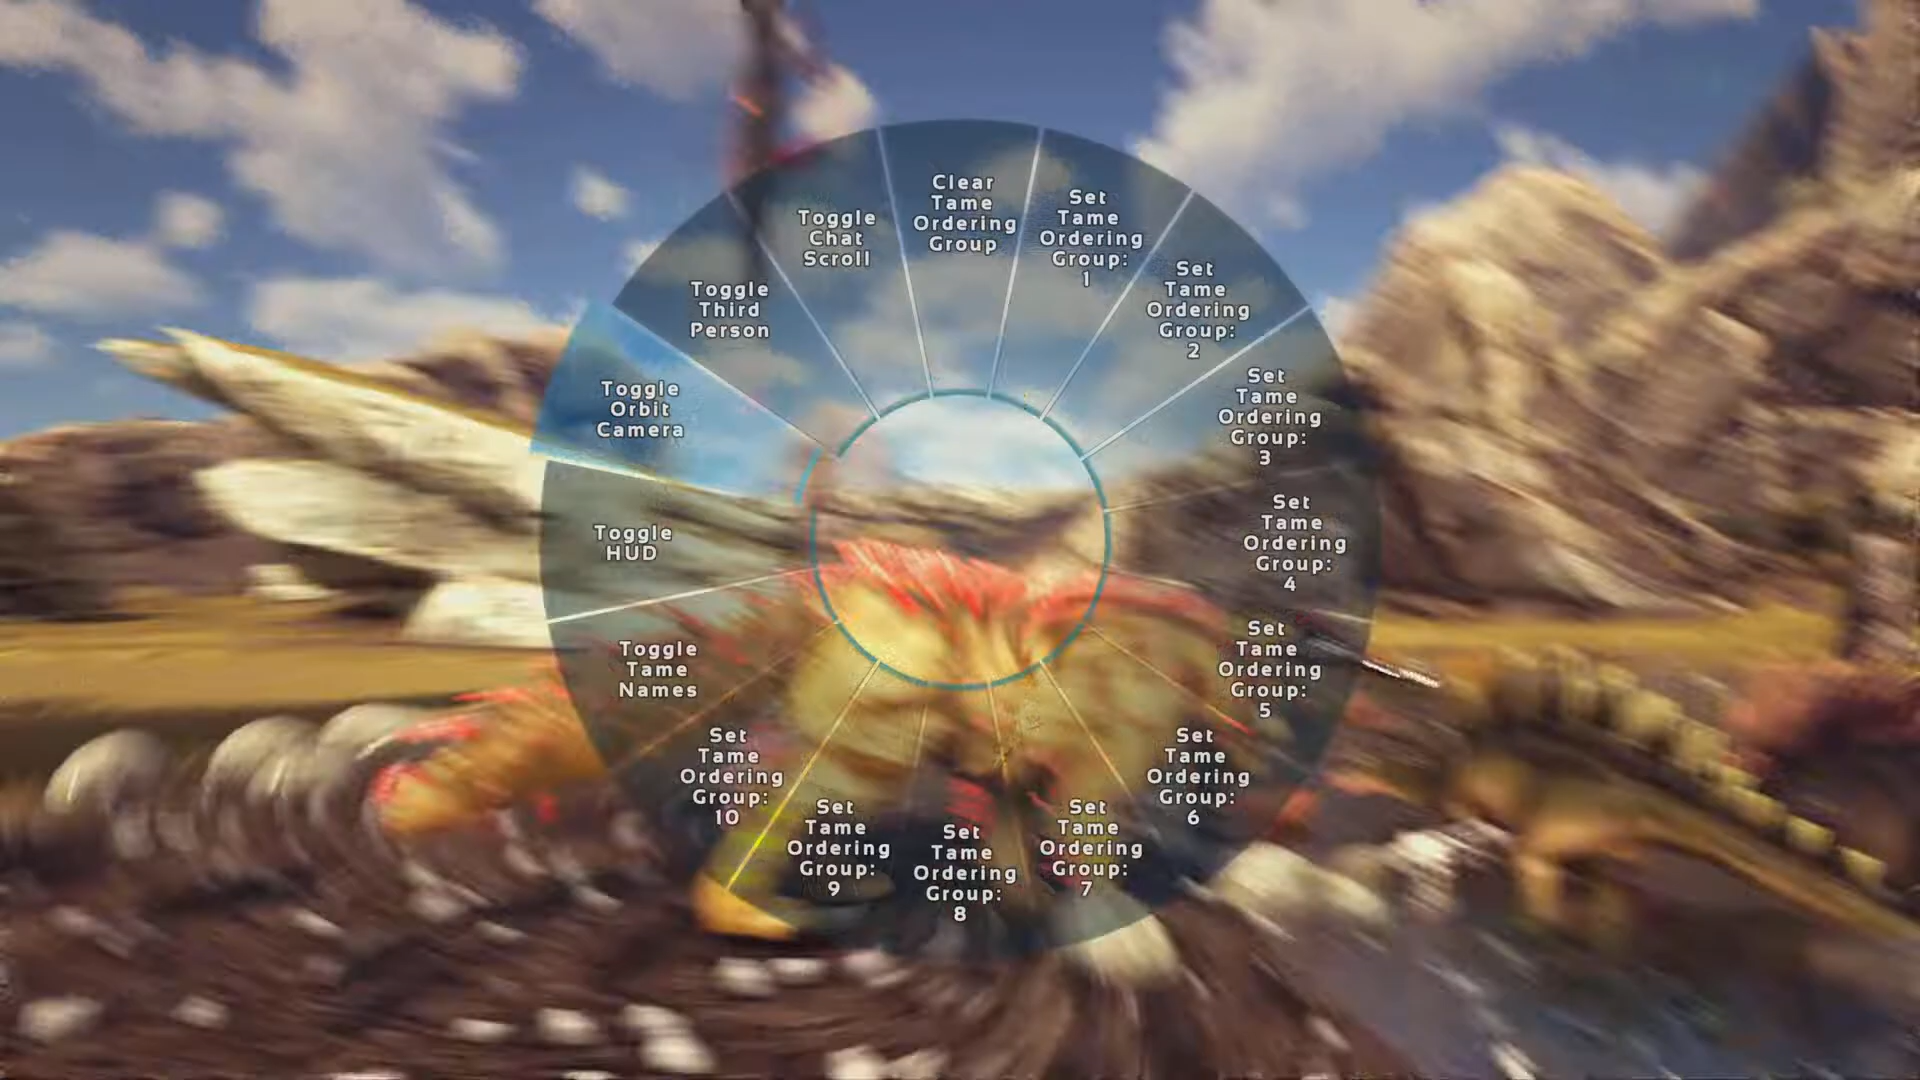 Clear
Tame
Ordering
Group
Set
Tame
Ordering
Group:
1
Set
Tame
Ordering
Group:
2
Set
Tame
Ordering
Group:
3
Set
Tame
Ordering
Group:
4
Set
Tame
Ordering
Group:
5
Set
Tame
Ordering
Group:
6
Set
Tame
Ordering
Group:
7
Set
Tame
Ordering
Group:
8
Set
Tame
Ordering
Group:
9
Set
Tame
Ordering
Group:
10
Toggle
Tame
Names
Toggle
HUD
Toggle
Orbit
Camera
Toggle
Third
Person
Toggle
Chat
Scroll